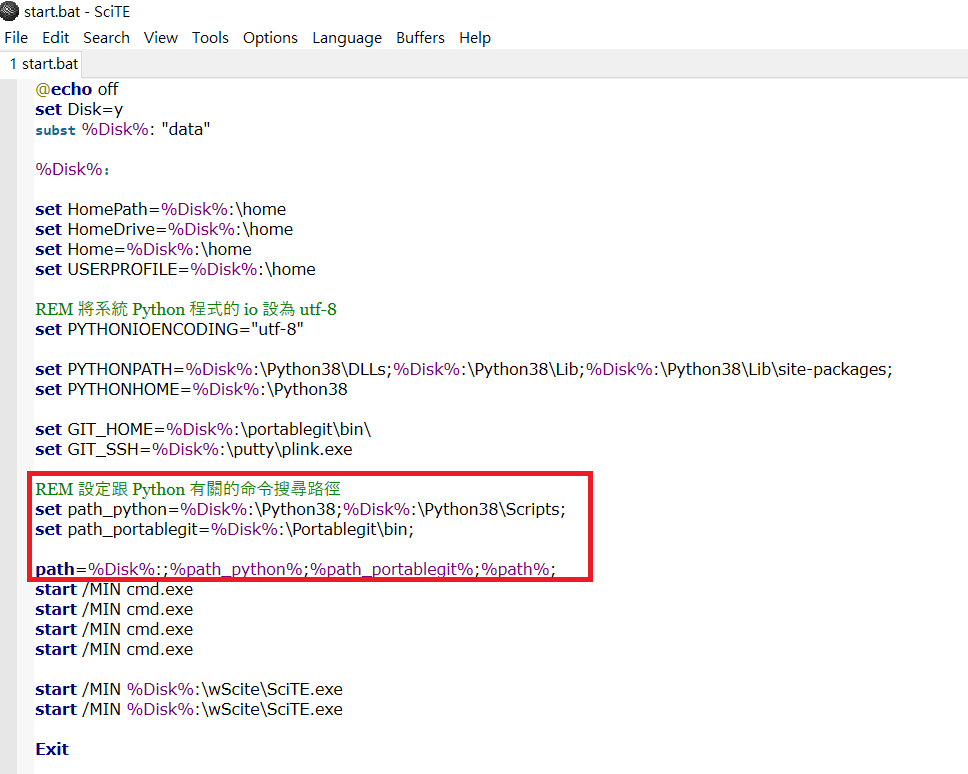 start.bat - SciTE
File Edit Search View Tools Options Language Buffers Help
1 start.bat
@echo off
set Disk=y
subst %Disk%: "data"
%Disk%:
set HomePath=%Disk%:\home
set HomeDrive=%Disk%:\home
set Home=%Disk%:\home
set USERPROFILE=%Disk%:\home
REM 將系統 Python 程式的 io 設為 utf-8
set PYTHONIOENCODING="utf-8"
set PYTHONPATH=%Disk%:\Python38\DLLs;%Disk%:\Python38\Lib;%Disk%:\Python38\Lib\site-packages;
set PYTHONHOME=%Disk%:\Python38
set GIT_HOME=%Disk%:\portablegit\bin\
set GIT_SSH=%Disk%:\putty\plink.exe
REM 設定跟 Python 有關的命令搜尋路徑
set path_python=%Disk%:\Python38;%Disk%:\Python38\Scripts;
set path_portablegit=%Disk%:\Portablegit\bin;
path=%Disk%:;%path_python%;%path_portablegit%;%path%;
start /MIN cmd.exe
start /MIN cmd.exe
start /MIN cmd.exe
start /MIN cmd.exe
start /MIN %Disk%:\wScite\SciTE.exe
start /MIN %Disk%:\wScite\SciTE.exe
Exit